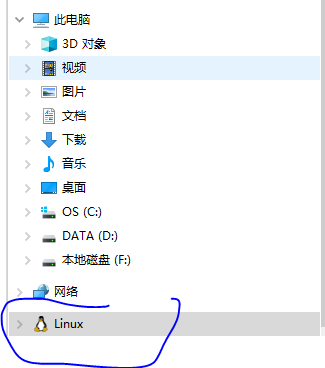 此电脑
3D 对象
视频
图片
文档
下载
音乐
桌面
OS (C:)
DATA (D:)
本地磁盘 (F:)
网络
Linux